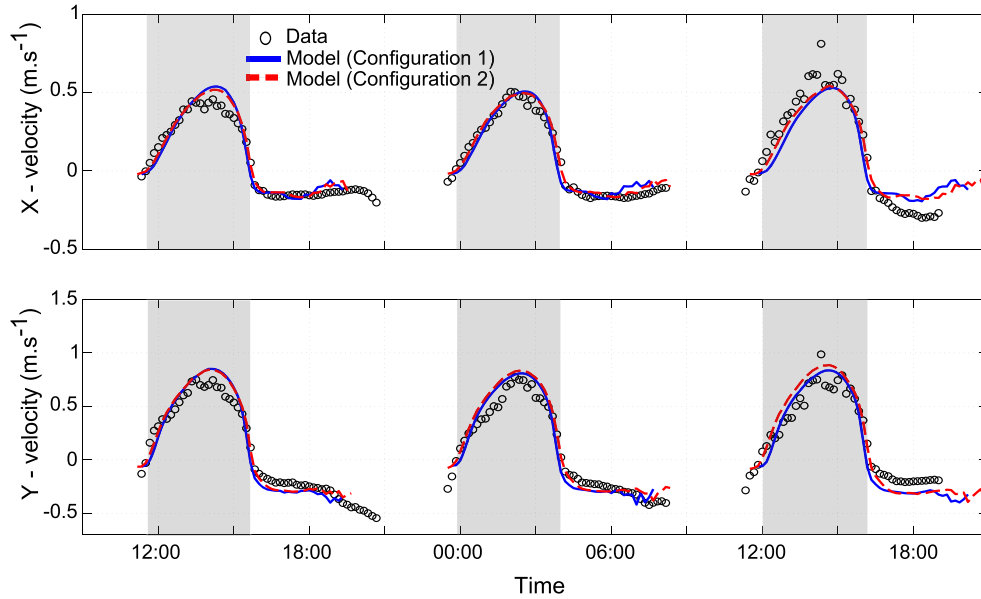 1
0.5
0
-0.5
X - velocity (m.s⁻¹)
Data
Model (Configuration 1)
Model (Configuration 2)
1.5
1
0.5
0
-0.5
Y - velocity (m.s⁻¹)
12:00 18:00 00:00 06:00 12:00 18:00
Time